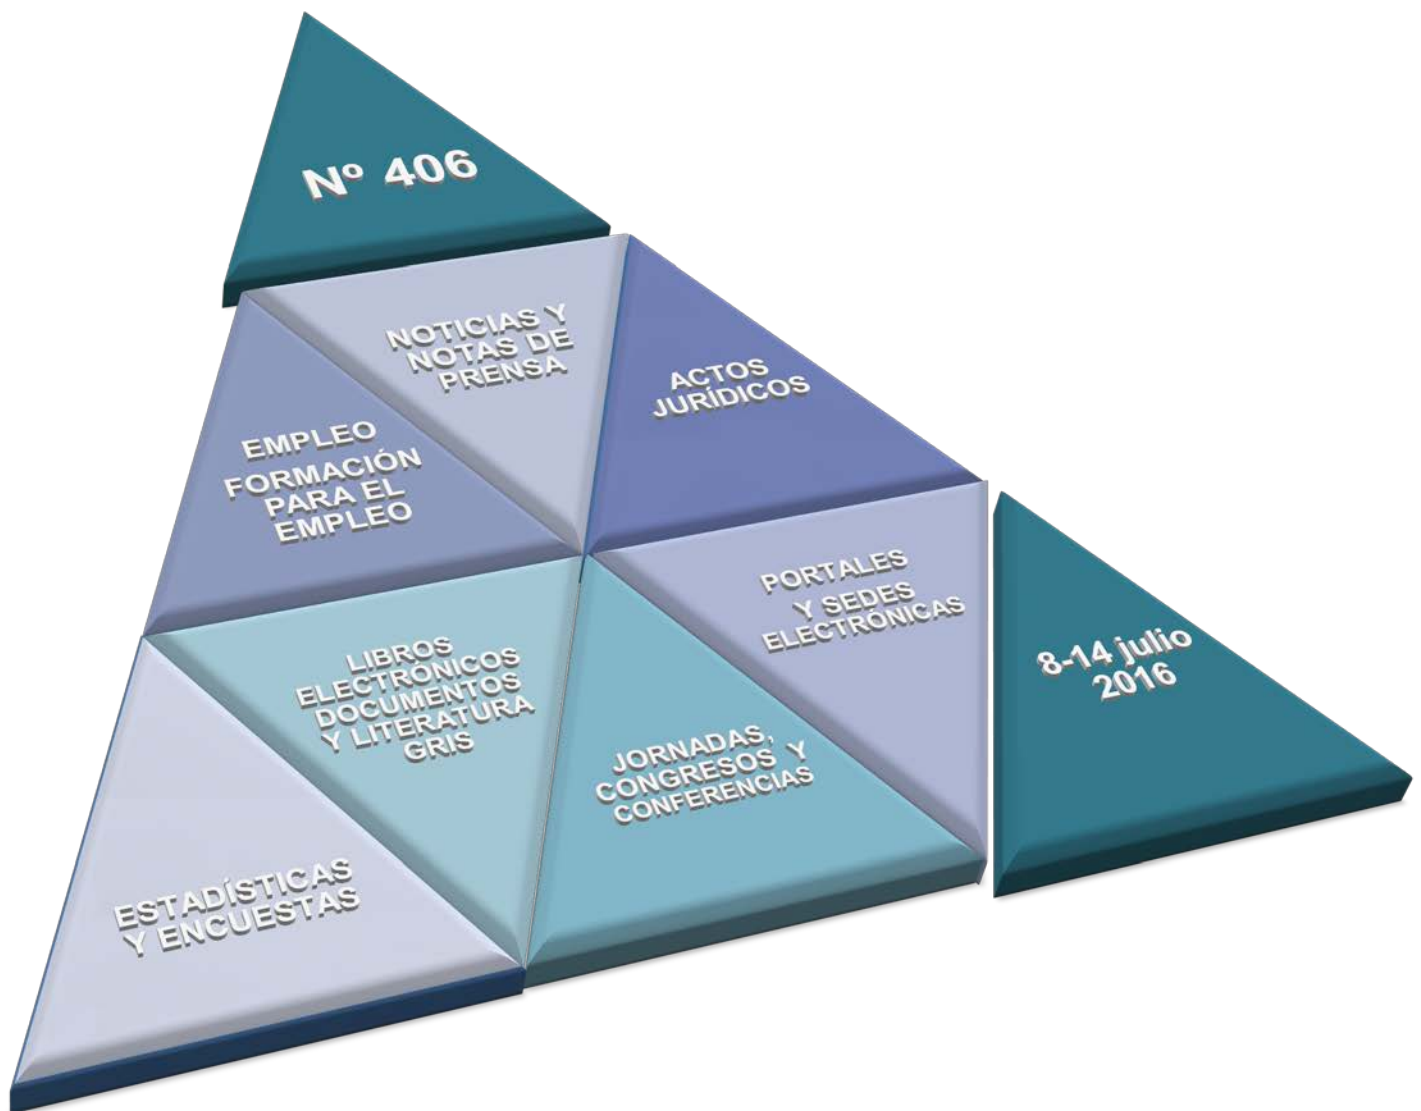 Nº 406
NOTICIAS Y
NOTAS DE
PRENSA
ACTOS
JURÍDICOS
EMPLEO
FORMACIÓN
PARA EL
EMPLEO
PORTALES
Y SEDES
ELECTRÓNICAS
8-14 julio
2016
LIBROS
ELECTRÓNICOS
DOCUMENTOS
Y LITERATURA
GRIS
JORNADAS,
CONGRESOS Y
CONFERENCIAS
ESTADÍSTICAS
Y ENCUESTAS